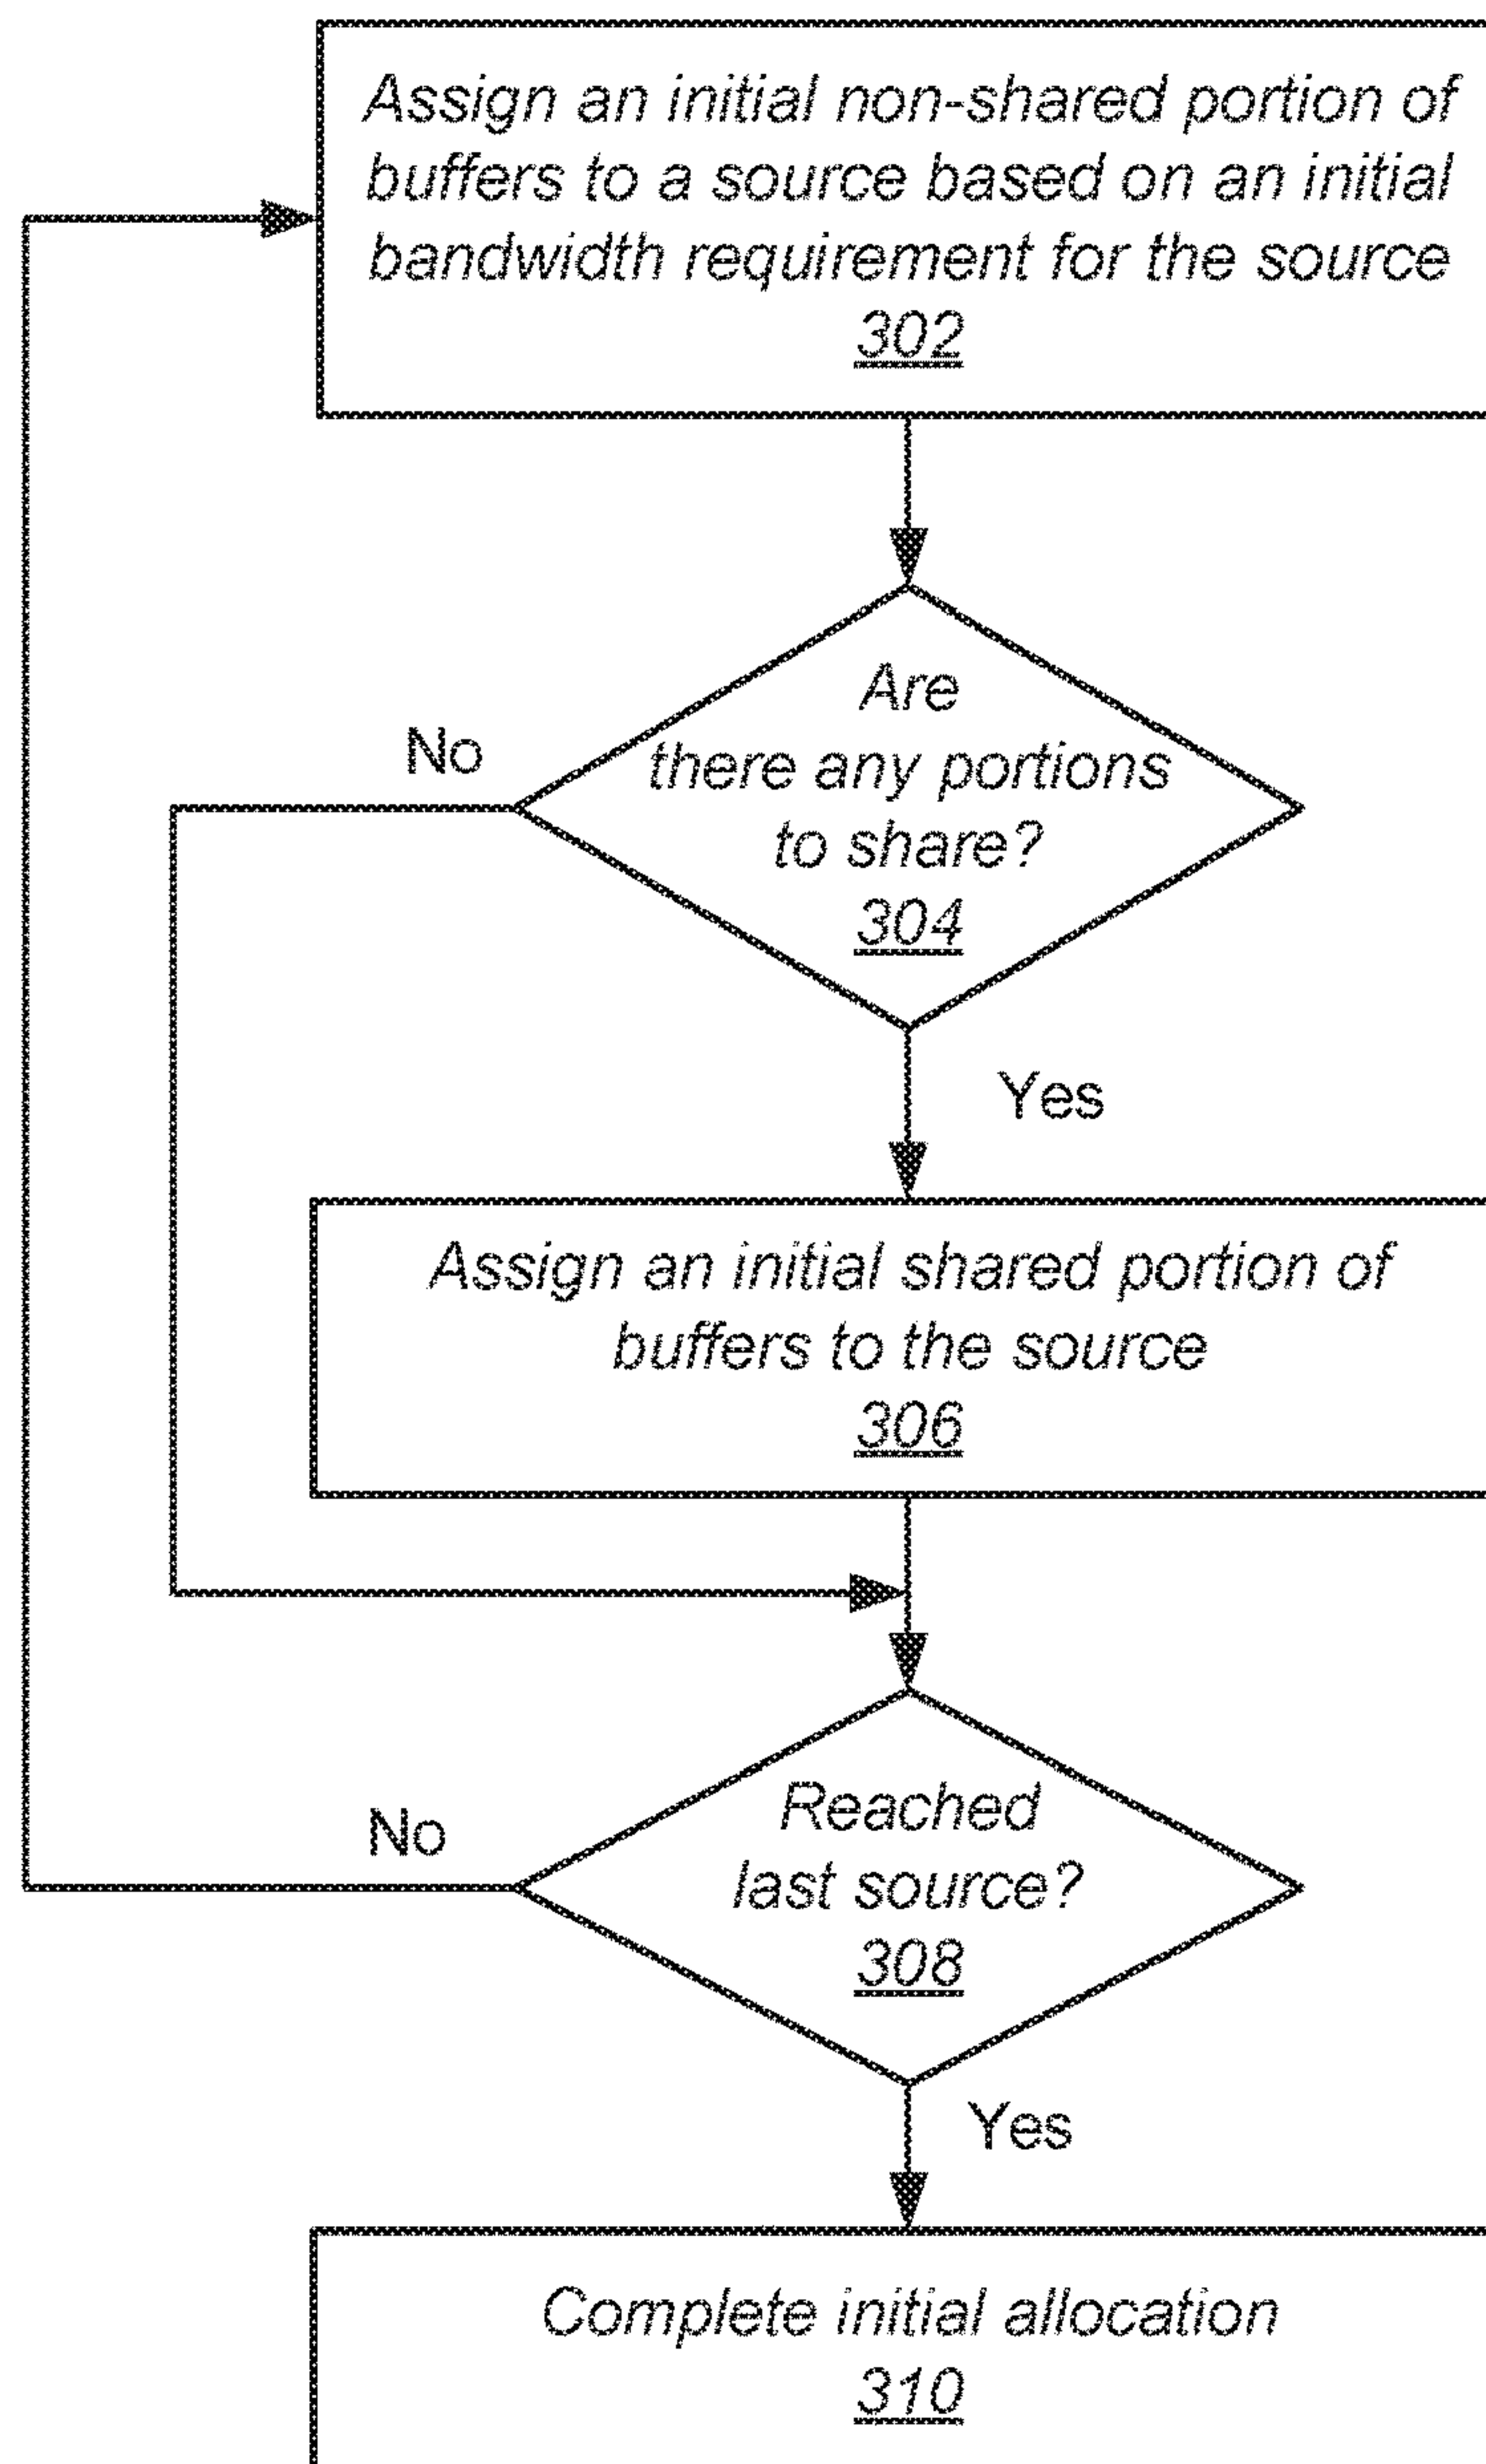 Assign an initial non-shared portion of
buffers to a source based on an initial
bandwidth requirement for the source
302
Are
there any portions
to share?
304
No
Yes
Assign an initial shared portion of
buffers to the source
306
Reached
last source?
308
No
Yes
Complete initial allocation
310